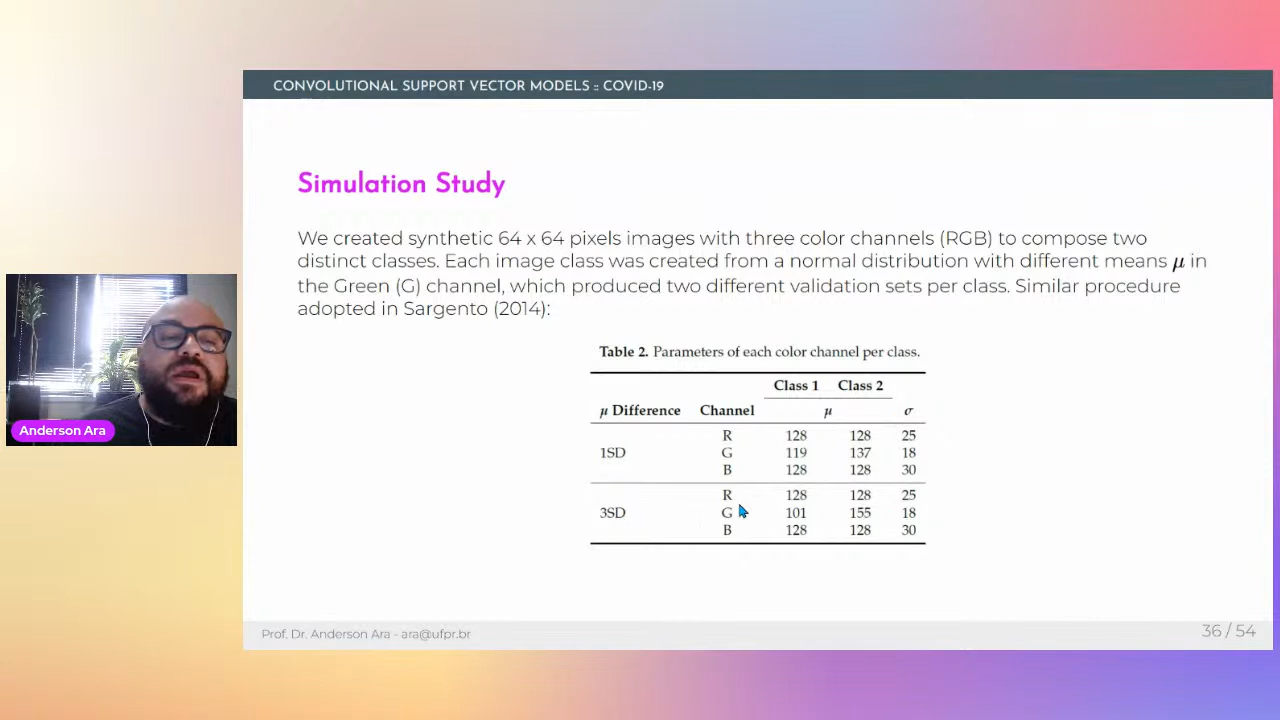 CONVOLUTIONAL SUPPORT VECTOR MODELS :: COVID-19
Simulation Study
We created synthetic 64 x 64 pixels images with three color channels (RGB) to compose two
distinct classes. Each image class was created from a normal distribution with different means μ in
the Green (G) channel, which produced two different validation sets per class. Similar procedure
adopted in Sargento (2014):
Table 2. Parameters of each color channel per class.
Class 1 Class 2
μ Difference Channel μ σ
R 128 128 25
1SD G 119 137 18
B 128 128 30
R 128 128 25
3SD G 101 155 18
B 128 128 30
Anderson Ara
Prof. Dr. Anderson Ara - ara@ufpr.br
36 / 54